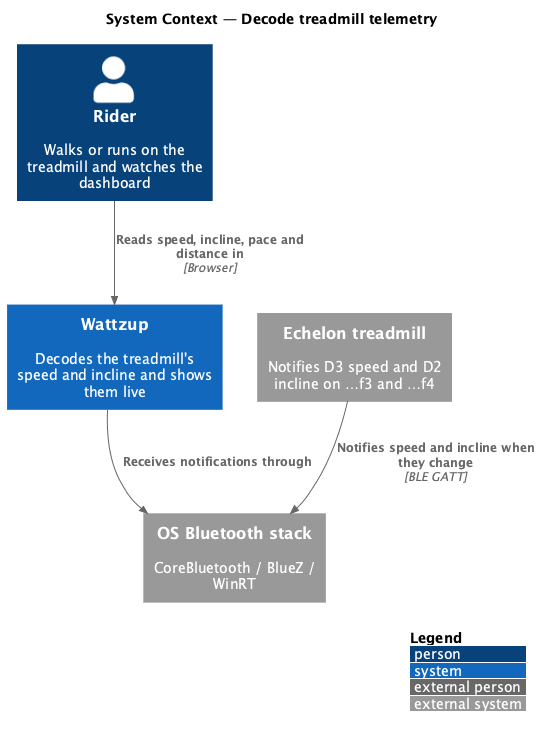 System Context — Decode treadmill telemetry
Rider
Walks or runs on the
treadmill and watches the
dashboard
Reads speed, incline, pace and
distance in
[Browser]
Wattzup
Decodes the treadmill's
speed and incline and shows
them live
Echelon treadmill
Notifies D3 speed and D2
incline on …f3 and …f4
Receives notifications through
Notifies speed and incline when
they change
[BLE GATT]
OS Bluetooth stack
CoreBluetooth / BlueZ /
WinRT
Legend
person
system
external person
external system